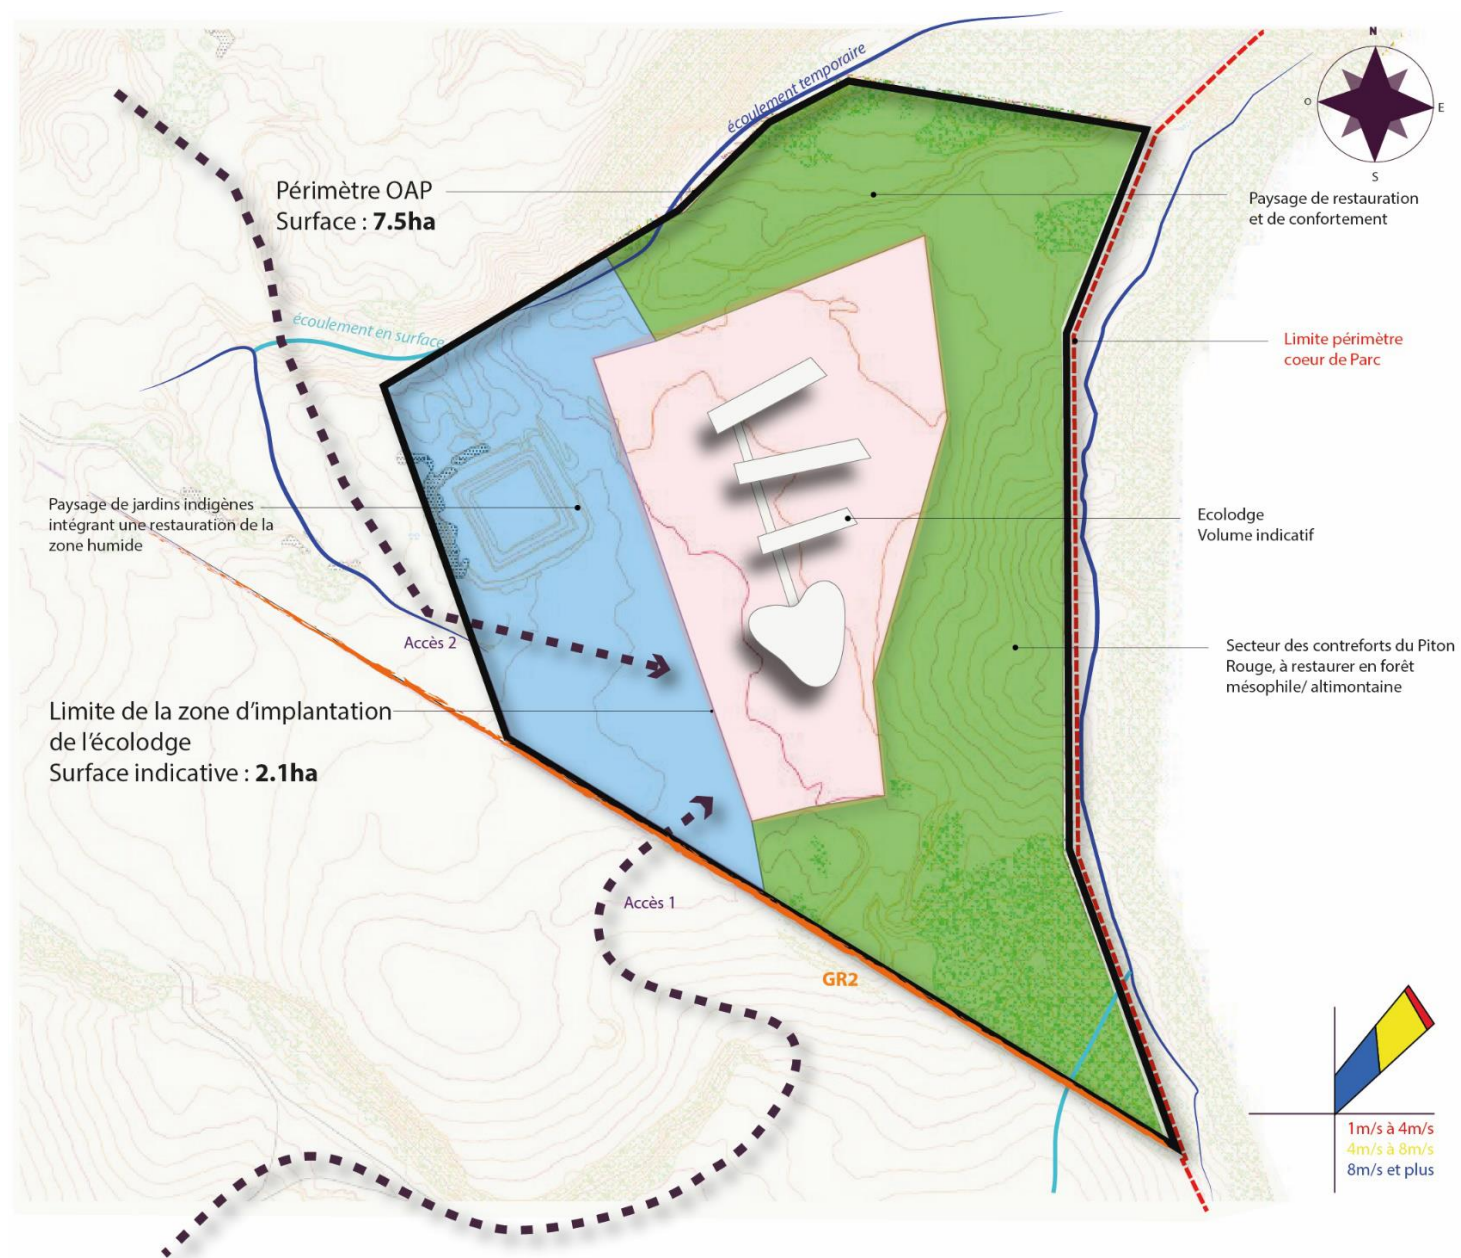 N
O
E
S
écoulement temporaire
Périmètre OAP
Surface : 7.5ha
Paysage de restauration
et de confortement
écoulement en surface
Limite périmètre
coeur de Parc
Paysage de jardins indigènes
intégrant une restauration de la
zone humide
Ecolodge
Volume indicatif
Accès 2
Secteur des contreforts du Piton
Rouge, à restaurer en forêt
mésophile/ altimontaine
Limite de la zone d'implantation
de l'écolodge
Surface indicative : 2.1ha
Accès 1
GR2
1m/s à 4m/s
4m/s à 8m/s
8m/s et plus